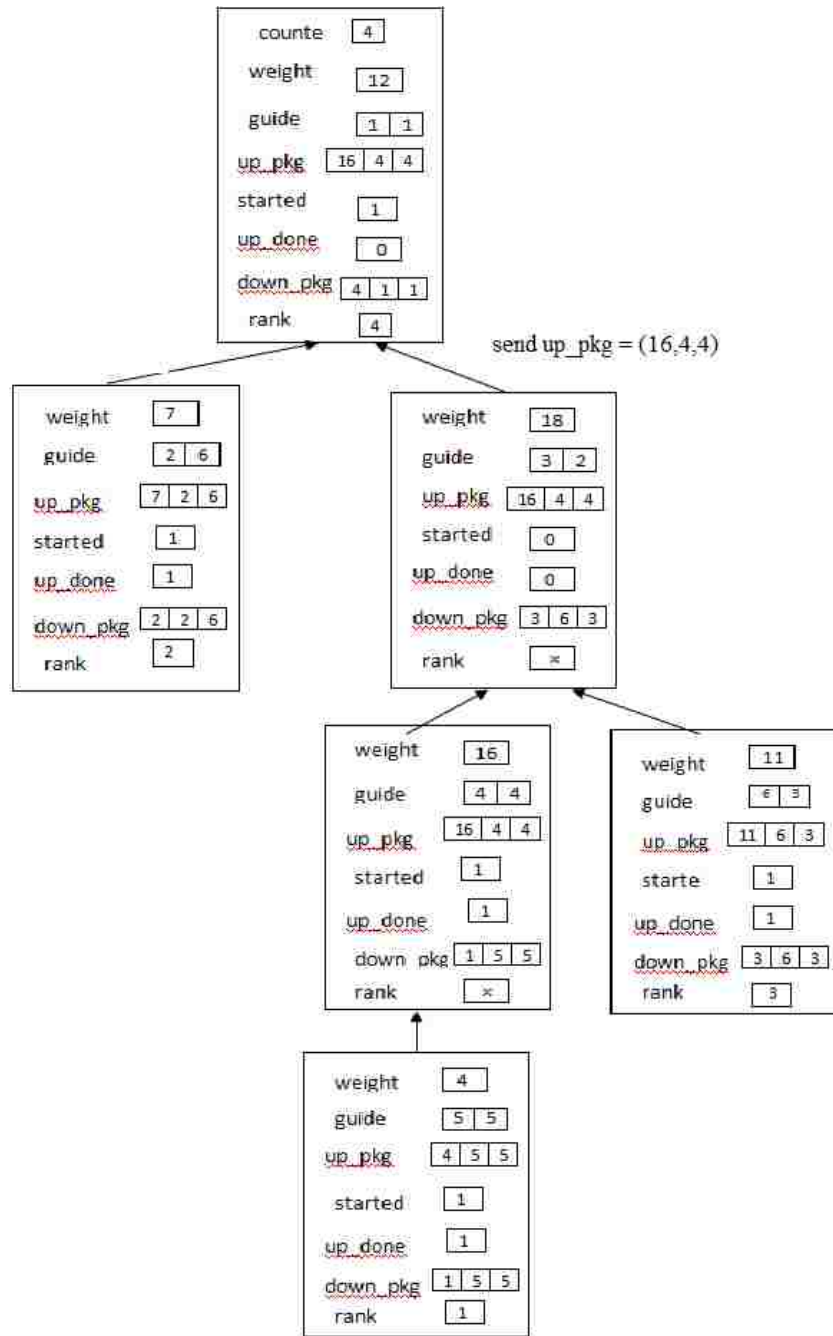 counte 4
weight 12
guide 1 1
up_pkg 16 4 4
started 1
up_done 0
down_pkg 4 1 1
rank 4
send up_pkg = (16,4,4)
weight 7
guide 2 6
up_pkg 7 2 6
started 1
up_done 1
down_pkg 2 2 6
rank 2
weight 18
guide 3 2
up_pkg 16 4 4
started 0
up_done 0
down_pkg 3 6 3
rank ×
weight 16
guide 4 4
up_pkg 16 4 4
started 1
up_done 1
down pkg 1 5 5
rank ×
weight 11
guide 6 3
up_pkg 11 6 3
starte 1
up_done 1
down_pkg 3 6 3
rank 3
weight 4
guide 5 5
up_pkg 4 5 5
started 1
up_done 1
down_pkg 1 5 5
rank 1